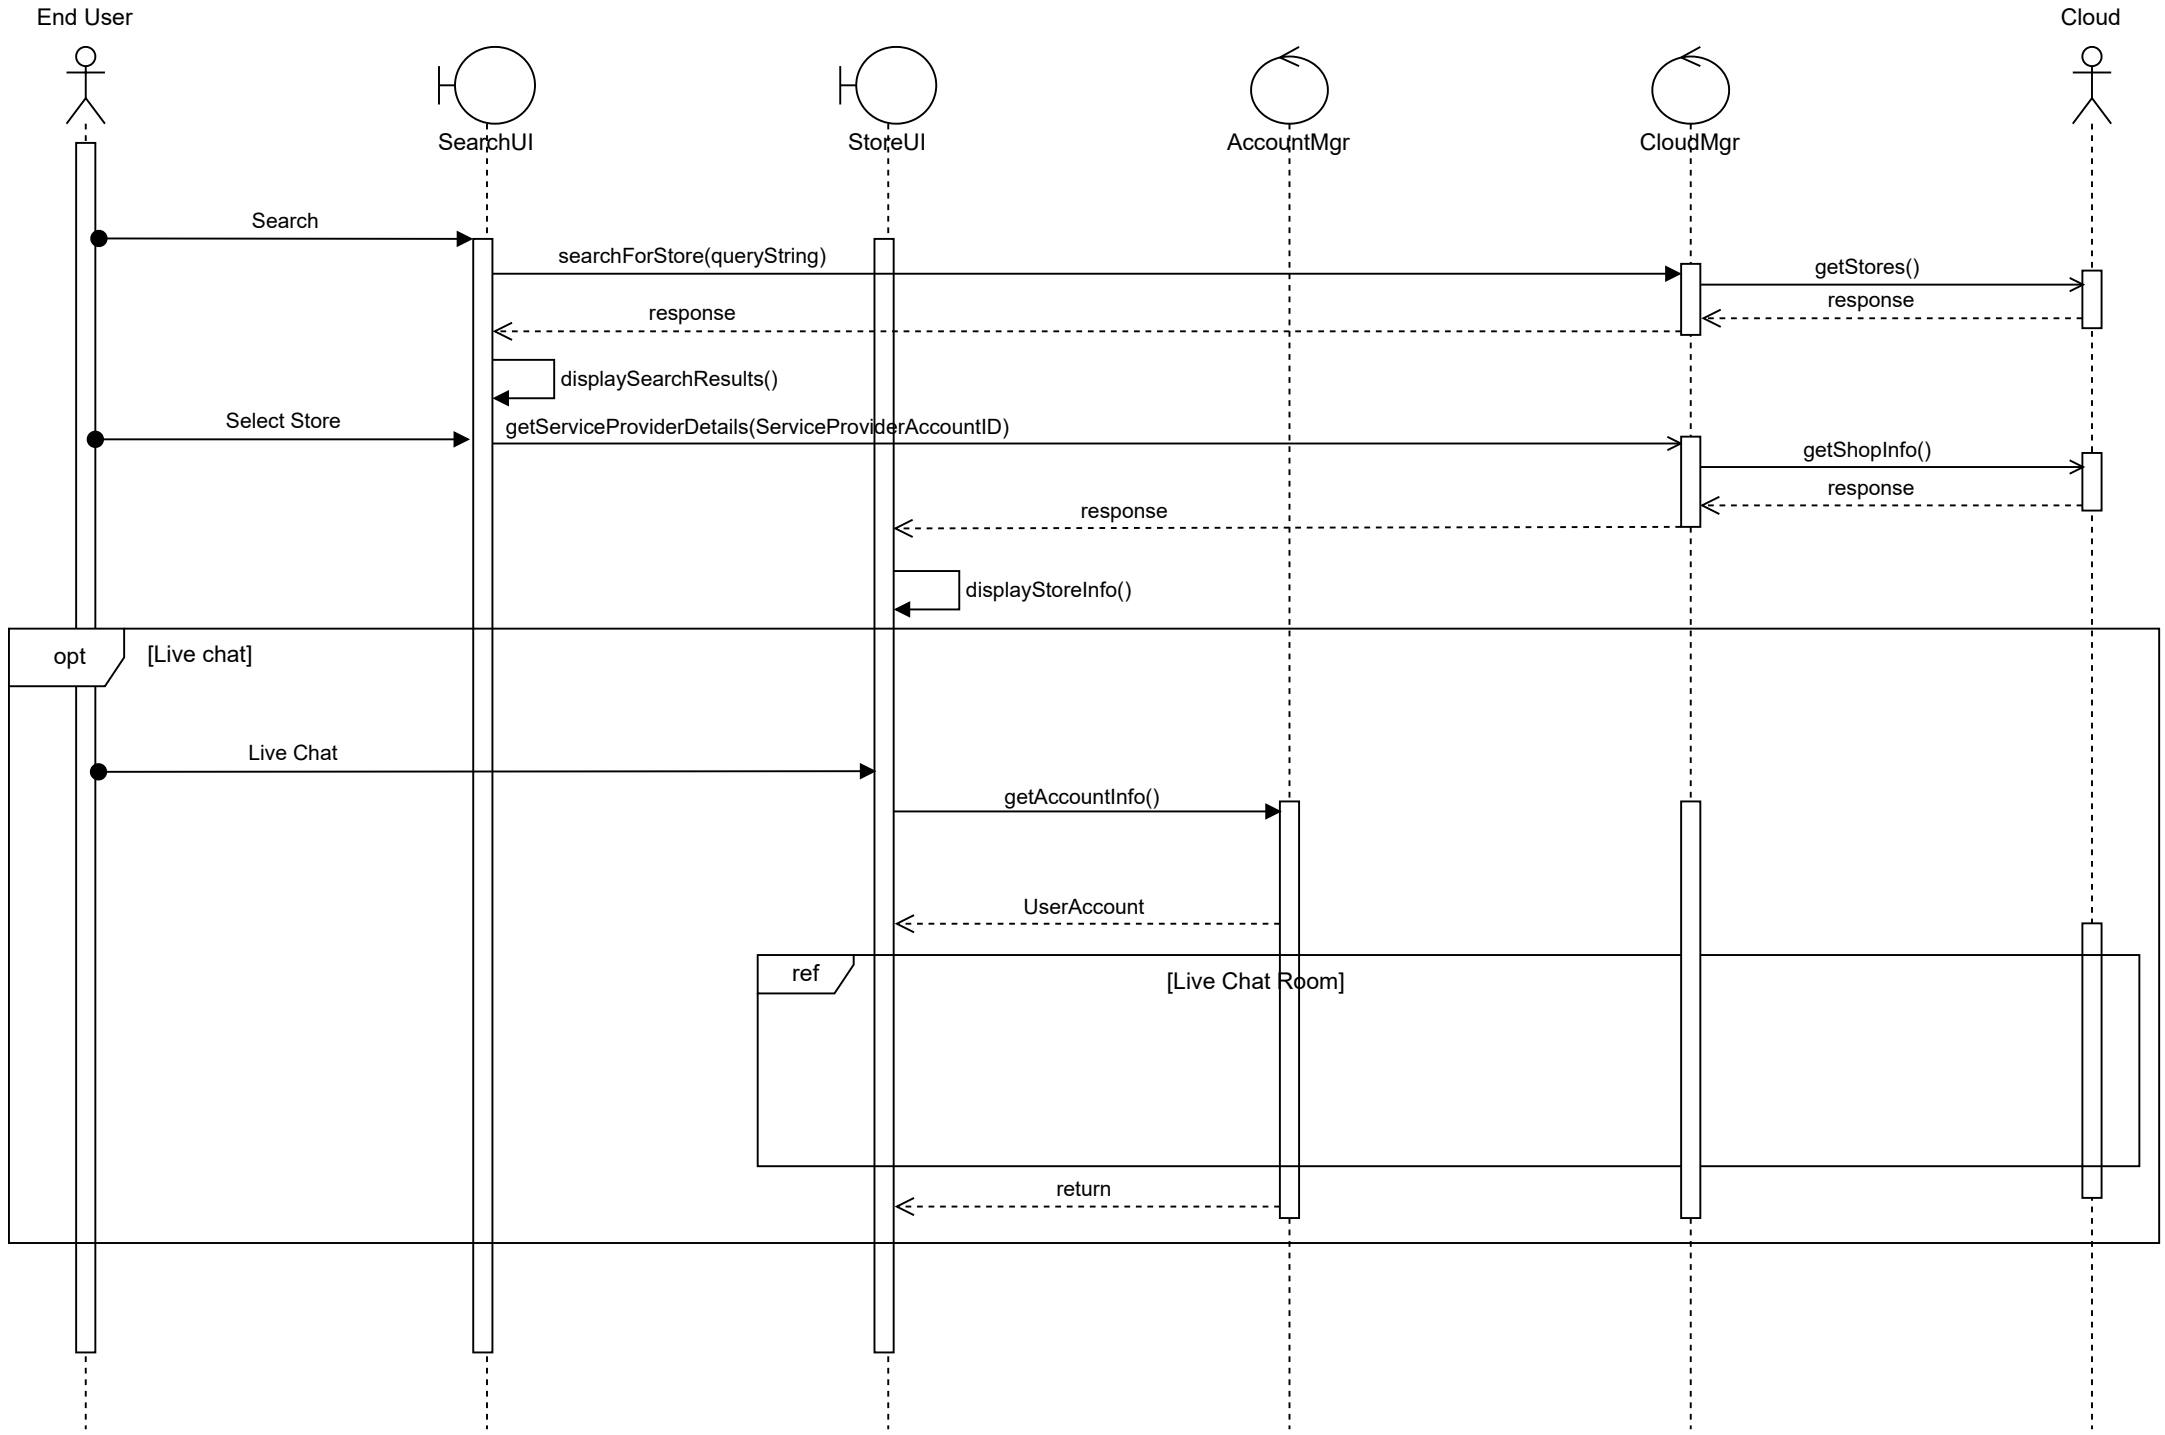 End User
Cloud
SearchUI
StoreUI
AccountMgr
CloudMgr
Search
searchForStore(queryString)
getStores()
response
response
displaySearchResults()
Select Store
getServiceProviderDetails(ServiceProviderAccountID)
getShopInfo()
response
response
displayStoreInfo()
opt
[Live chat]
Live Chat
getAccountInfo()
UserAccount
ref
[Live Chat Room]
return